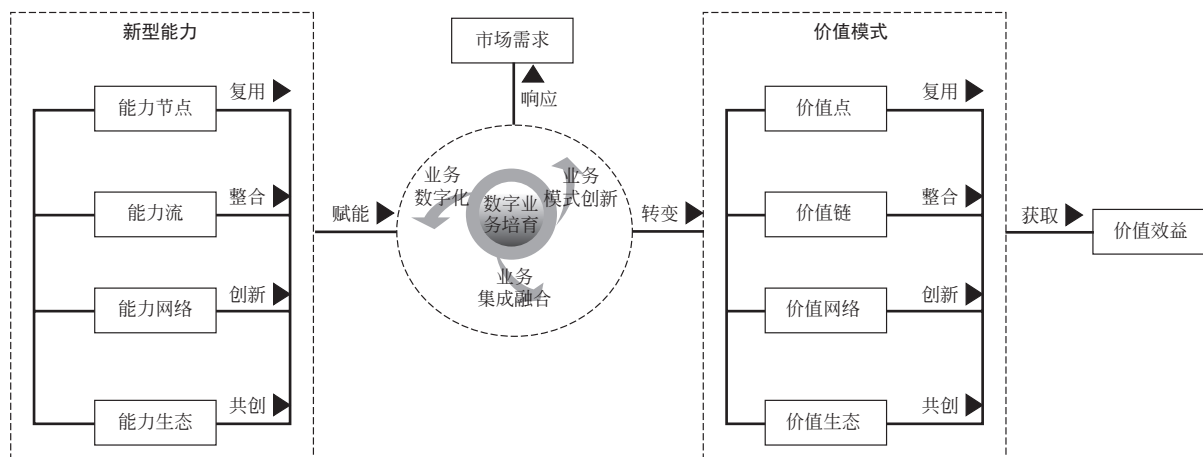 新型能力
能力节点
复用
能力流
整合
能力网络
创新
能力生态
共创
赋能
市场需求
响应
业务
数字化
业务
模式创新
数字业
务培育
业务
集成融合
转变
价值模式
价值点
复用
价值链
整合
价值网络
创新
价值生态
共创
获取
价值效益